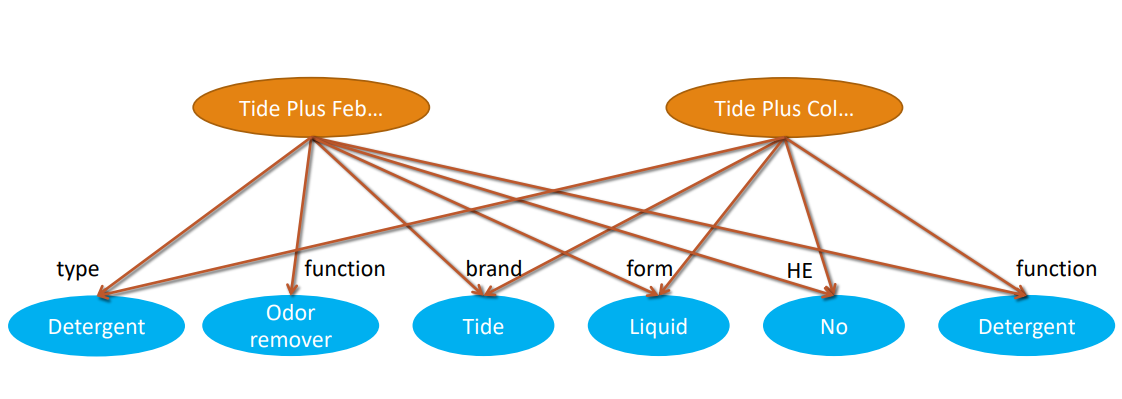 Tide Plus Feb...
Tide Plus Col...
type
function
brand
form
HE
function
Detergent
Odor
remover
Tide
Liquid
No
Detergent